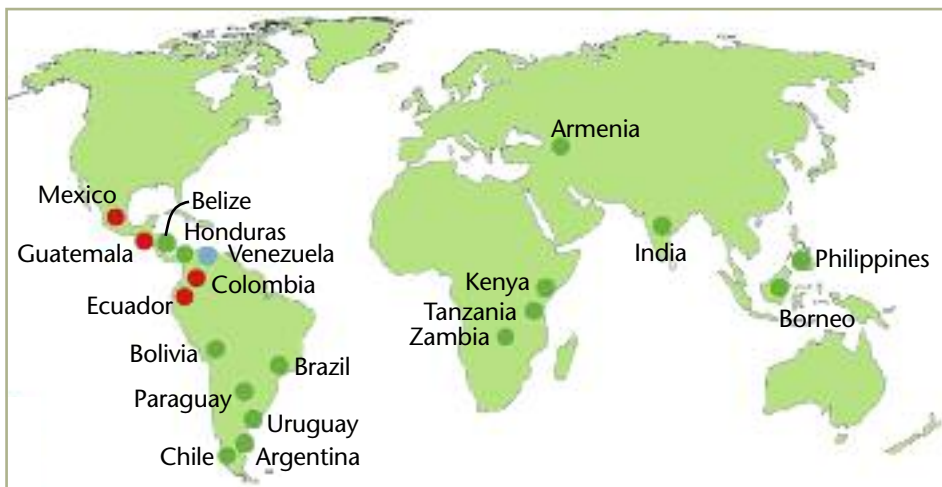 Armenia
Mexico
Belize
Honduras
Guatemala
Venezuela
India
Philippines
Colombia
Kenya
Ecuador
Tanzania
Borneo
Zambia
Bolivia
Brazil
Paraguay
Uruguay
Chile
Argentina